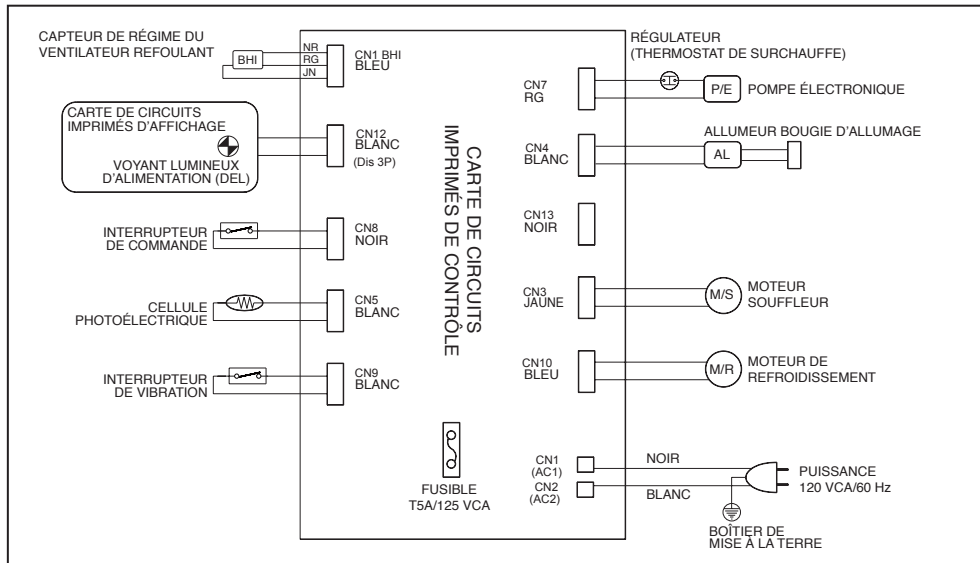 CAPTEUR DE RÉGIME DU
VENTILATEUR REFOULANT
BHI
NR
RG
JN
CN1 BHI
BLEU
CARTE DE CIRCUITS
IMPRIMÉS D'AFFICHAGE
VOYANT LUMINEUX
D'ALIMENTATION (DEL)
CN12
BLANC
(Dis 3P)
INTERRUPTEUR
DE COMMANDE
CN8
NOIR
CELLULE
PHOTOÉLECTRIQUE
CN5
BLANC
INTERRUPTEUR
DE VIBRATION
CN9
BLANC
CARTE DE CIRCUITS
IMPRIMÉS DE CONTRÔLE
FUSIBLE
T5A/125 VCA
RÉGULATEUR
(THERMOSTAT DE SURCHAUFFE)
CN7
RG
P/E
POMPE ÉLECTRONIQUE
ALLUMEUR BOUGIE D'ALLUMAGE
CN4
BLANC
AL
CN13
NOIR
CN3
JAUNE
M/S
MOTEUR
SOUFFLEUR
CN10
BLEU
M/R
MOTEUR DE
REFROIDISSEMENT
CN1
(AC1)
NOIR
CN2
(AC2)
BLANC
PUISSANCE
120 VCA/60 Hz
BOÎTIER DE
MISE À LA TERRE